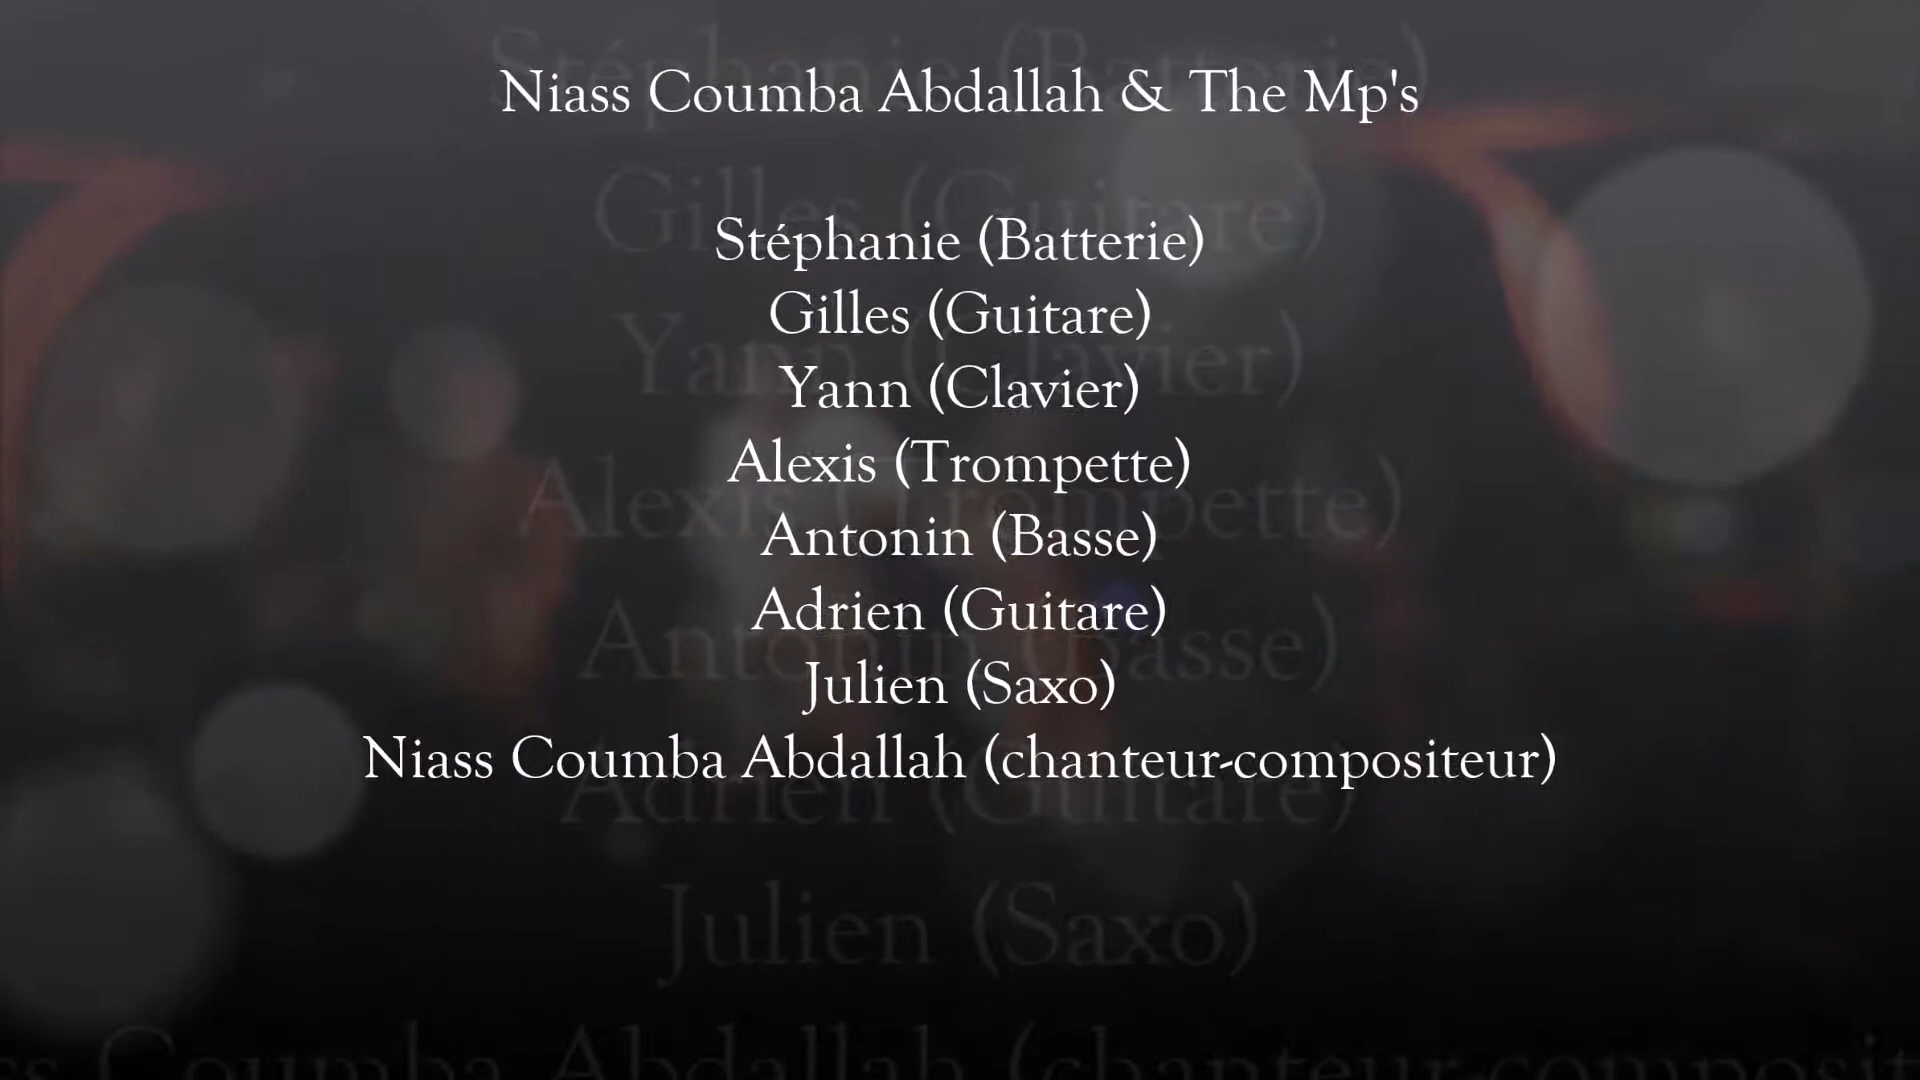 Niass Coumba Abdallah & The Mp's
Stéphanie (Batterie)
Gilles (Guitare)
Yann (Clavier)
Alexis (Trompette)
Antonin (Basse)
Adrien (Guitare)
Julien (Saxo)
Niass Coumba Abdallah (chanteur-compositeur)